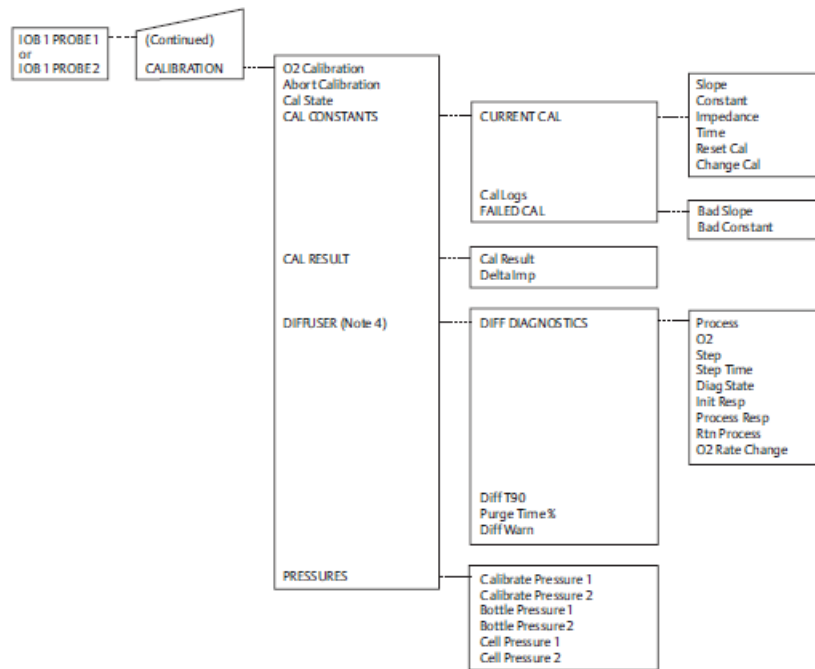 IOB 1 PROBE 1
or
IOB 1 PROBE 2
(Continued)
CALIBRATION
O2 Calibration
Abort Calibration
Cal State
CAL CONSTANTS
CAL RESULT
DIFFUSER (Note 4)
PRESSURES
CURRENT CAL
Cal Logs
FAILED CAL
Slope
Constant
Impedance
Time
Reset Cal
Change Cal
Bad Slope
Bad Constant
Cal Result
Delta Imp
DIFF DIAGNOSTICS
Diff T90
Purge Time %
Diff Warn
Process
O2
Step
Step Time
Diag State
Init Resp
Process Resp
Rtn Process
O2 Rate Change
Calibrate Pressure 1
Calibrate Pressure 2
Bottle Pressure 1
Bottle Pressure 2
Cell Pressure 1
Cell Pressure 2